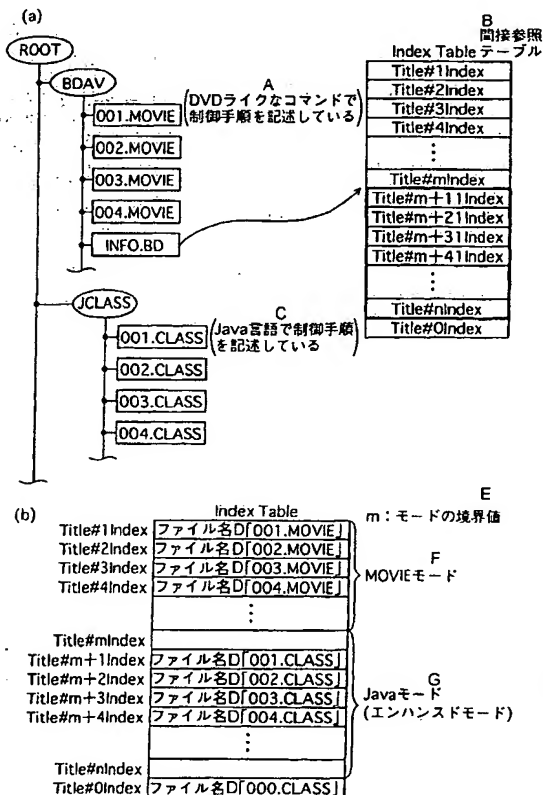 (a)
ROOT
BDAV
A
001.MOVIE (DVDライクなコマンドで
制御手順を記述している)
002.MOVIE
003.MOVIE
004.MOVIE
INFO.BD
JCLASS
C
001.CLASS (Java言語で制御手順
を記述している)
002.CLASS
003.CLASS
004.CLASS
B
間接参照
Index Table テーブル
Title#1Index
Title#2Index
Title#3Index
Title#4Index
Title#mIndex
Title#m+11Index
Title#m+21Index
Title#m+31Index
Title#m+41Index
Title#nIndex
Title#0Index
(b)
Index Table
Title#1Index ファイル名D「001.MOVIE」
Title#2Index ファイル名D「002.MOVIE」
Title#3Index ファイル名D「003.MOVIE」
Title#4Index ファイル名D「004.MOVIE」
Title#mIndex
Title#m+1Index ファイル名D「001.CLASS」
Title#m+2Index ファイル名D「002.CLASS」
Title#m+3Index ファイル名D「003.CLASS」
Title#m+4Index ファイル名D「004.CLASS」
Title#nIndex
Title#0Index ファイル名D「000.CLASS」
E
m:モードの境界値
F
MOVIEモード
G
Javaモード
(エンハンスドモード)